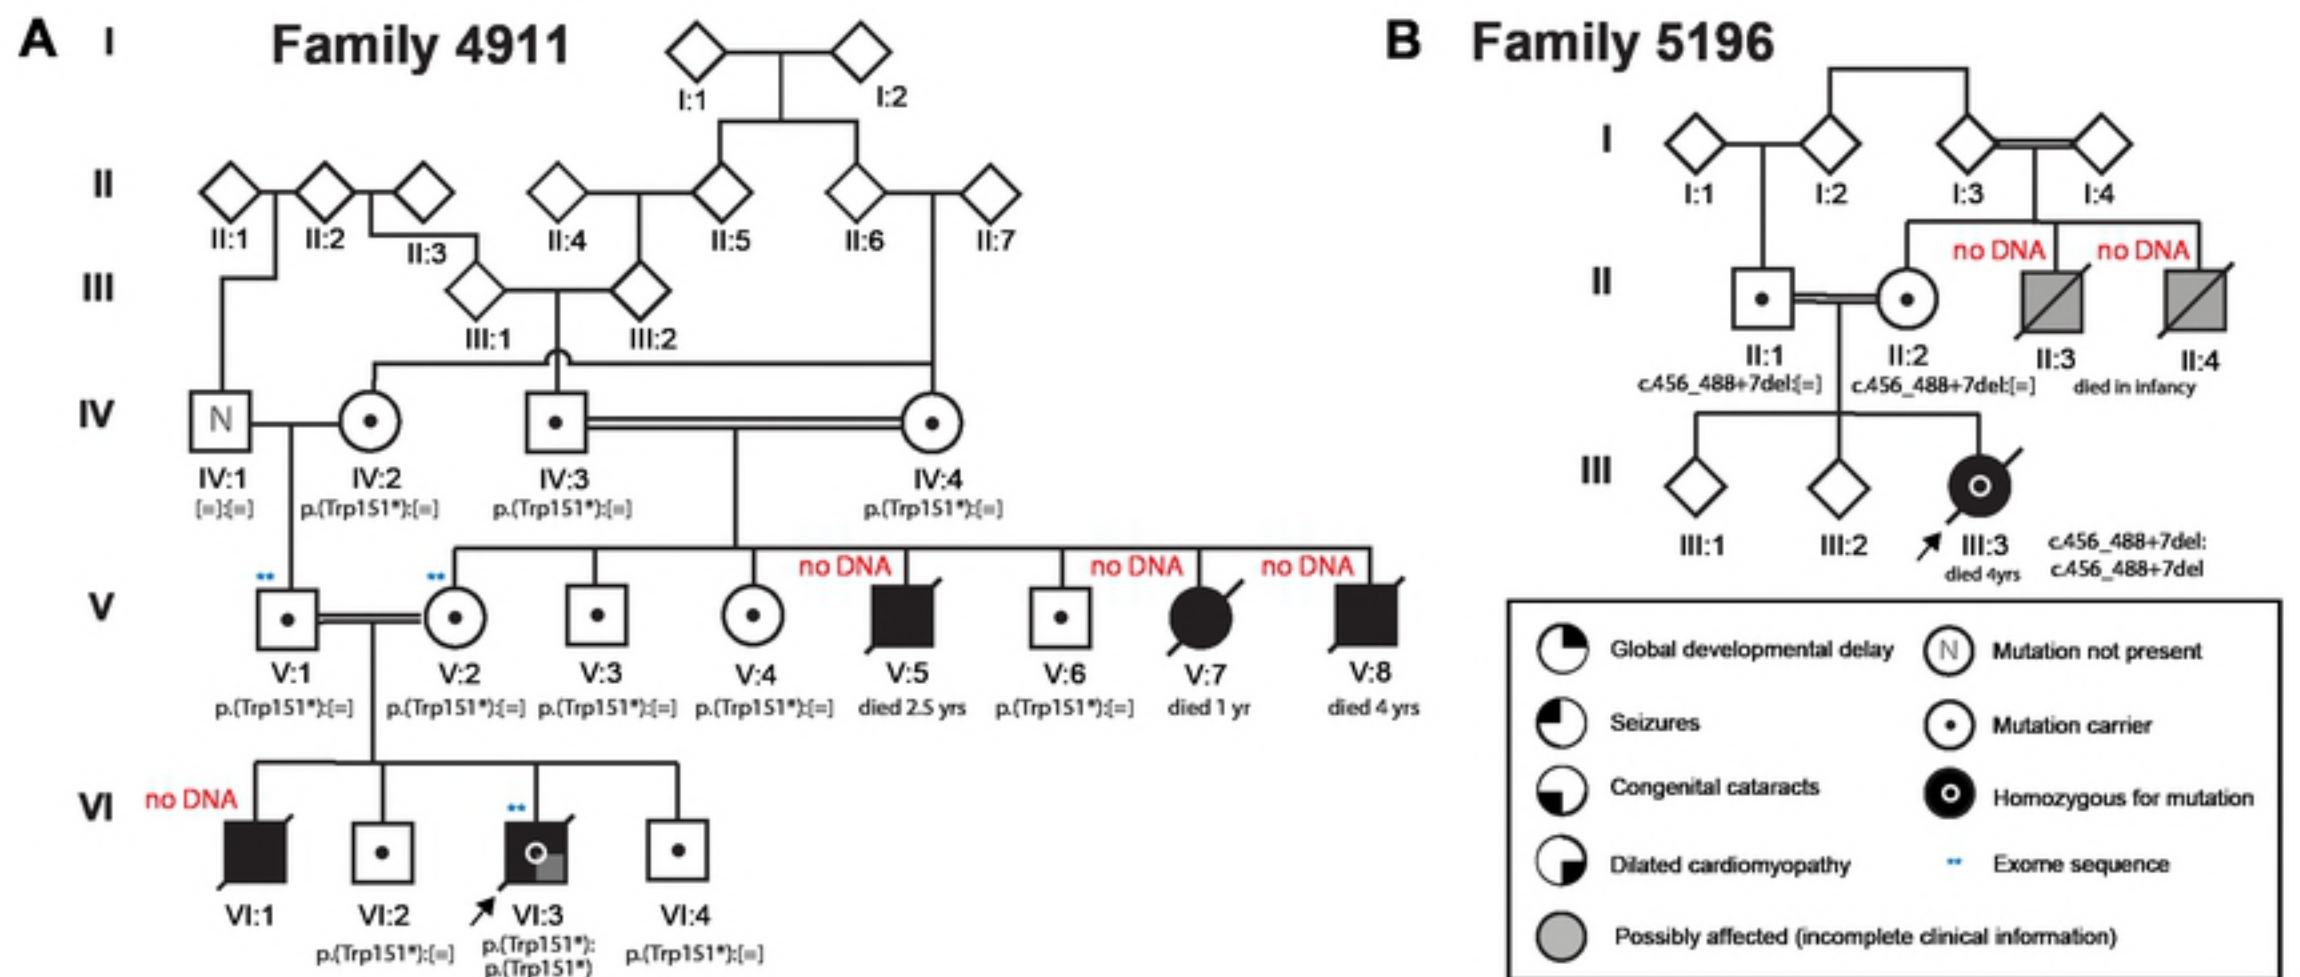 A
Family 4911
I
I:1
I:2
II
II:1
II:2
II:3
II:4
II:5
II:6
II:7
III
III:1
III:2
IV
N
IV:1
[=]:[=]
IV:2
p.(Trp151*):[=]
IV:3
p.(Trp151*):[=]
IV:4
p.(Trp151*):[=]
V
**
V:1
p.(Trp151*):[=]
**
V:2
p.(Trp151*):[=]
V:3
p.(Trp151*):[=]
V:4
p.(Trp151*):[=]
no DNA
V:5
died 2.5 yrs
V:6
p.(Trp151*):[=]
no DNA
V:7
died 1 yr
no DNA
V:8
died 4 yrs
VI
no DNA
VI:1
VI:2
p.(Trp151*):[=]
**
VI:3
p.(Trp151*):
p.(Trp151*)
VI:4
p.(Trp151*):[=]
B
Family 5196
I
I:1
I:2
I:3
I:4
II
II:1
c.456_488+7del:[=]
II:2
c.456_488+7del:[=]
no DNA
II:3
no DNA
II:4
died in infancy
III
III:1
III:2
III:3
died 4yrs
c.456_488+7del:
c.456_488+7del
Global developmental delay
Seizures
Congenital cataracts
Dilated cardiomyopathy
Possibly affected (incomplete clinical information)
N
Mutation not present
Mutation carrier
Homozygous for mutation
** Exome sequence